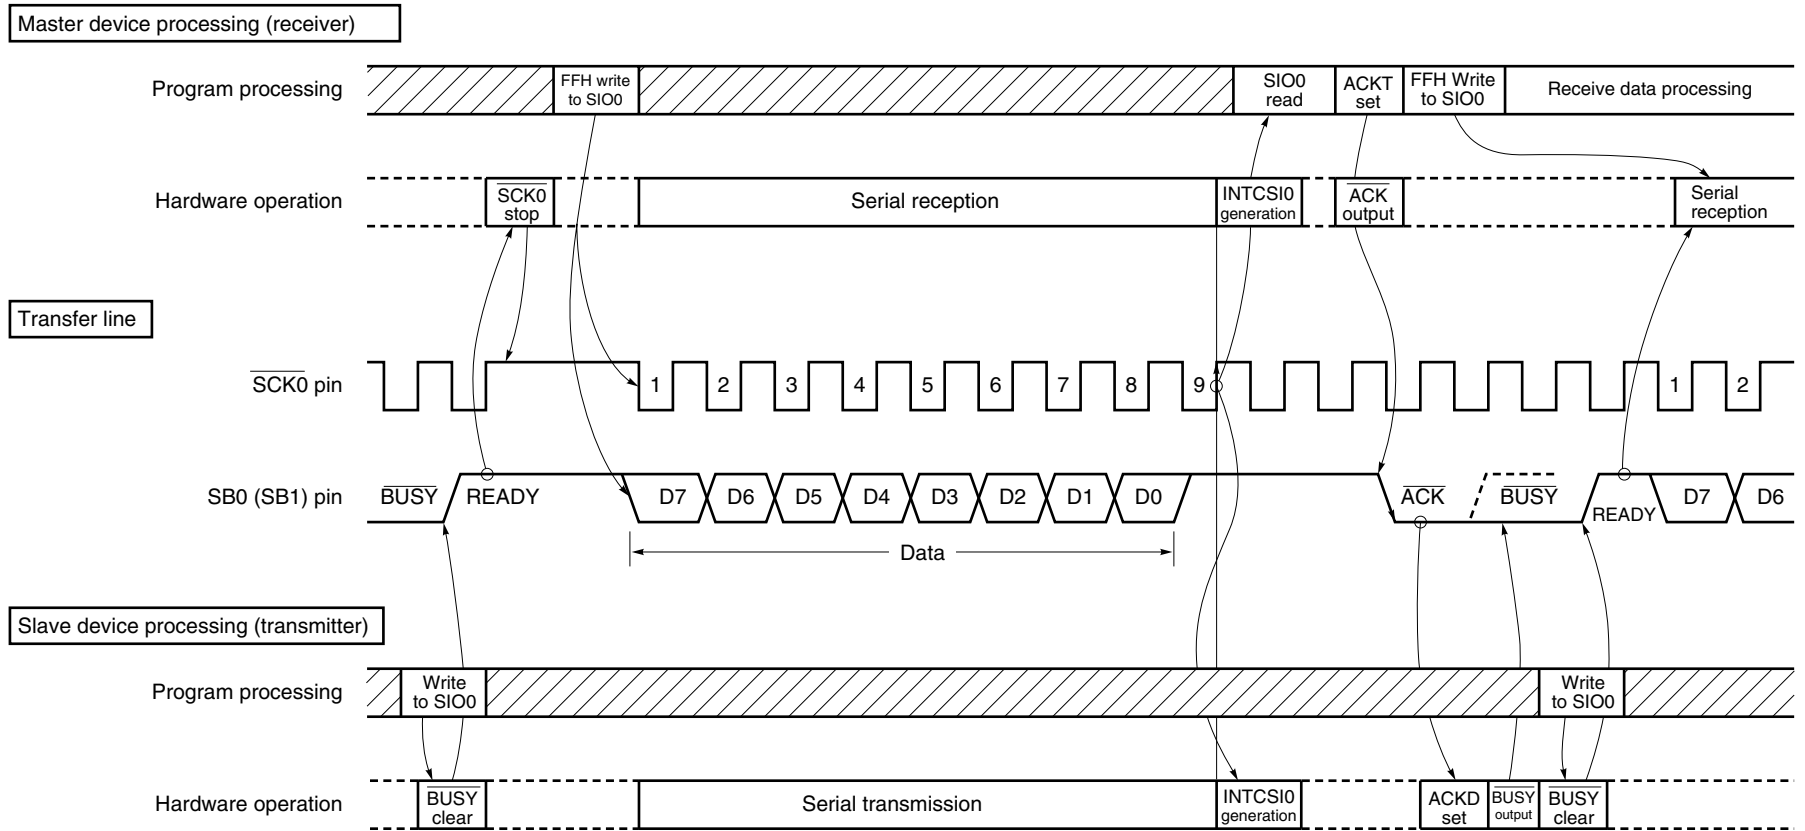 Master device processing (receiver)
Program processing
FFH write
to SIO0
SIO0
read
ACKT
set
FFH Write
to SIO0
Receive data processing
Hardware operation
SCK0
stop
Serial reception
INTCSI0
generation
ACK
output
Serial
reception
Transfer line
SCK0 pin
1 2 3 4 5 6 7 8 9 1 2
SB0 (SB1) pin
BUSY READY D7 D6 D5 D4 D3 D2 D1 D0 ACK BUSY READY D7 D6
Data
Slave device processing (transmitter)
Program processing
Write
to SIO0
Write
to SIO0
Hardware operation
BUSY
clear
Serial transmission
INTCSI0
generation
ACKD
set
BUSY
output
BUSY
clear